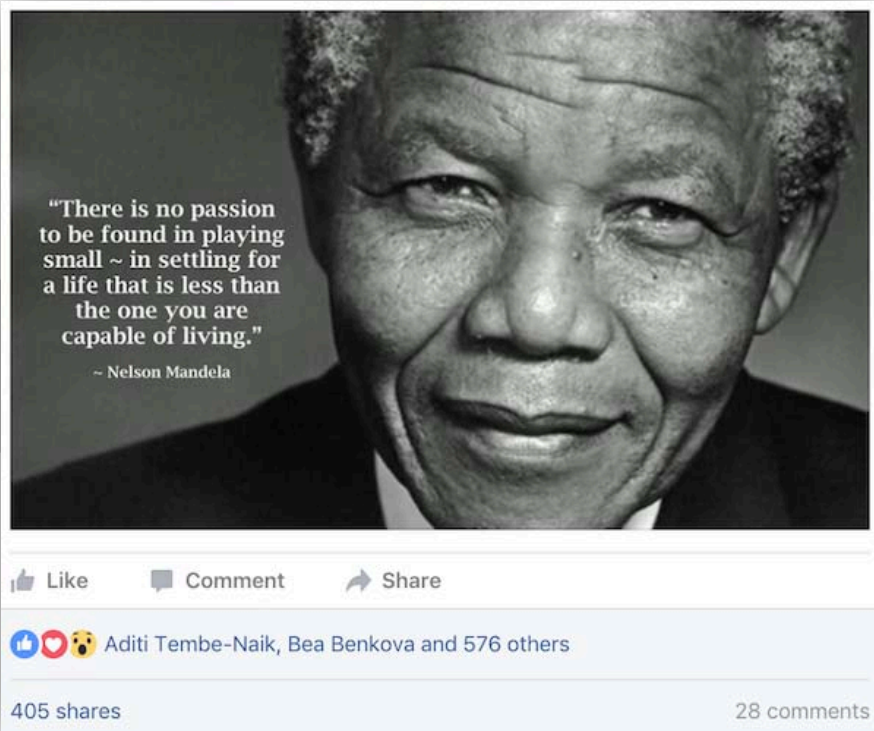 “There is no passion
to be found in playing
small ~ in settling for
a life that is less than
the one you are
capable of living.”
~ Nelson Mandela
Like Comment Share
Aditi Tembe-Naik, Bea Benkova and 576 others
405 shares 28 comments